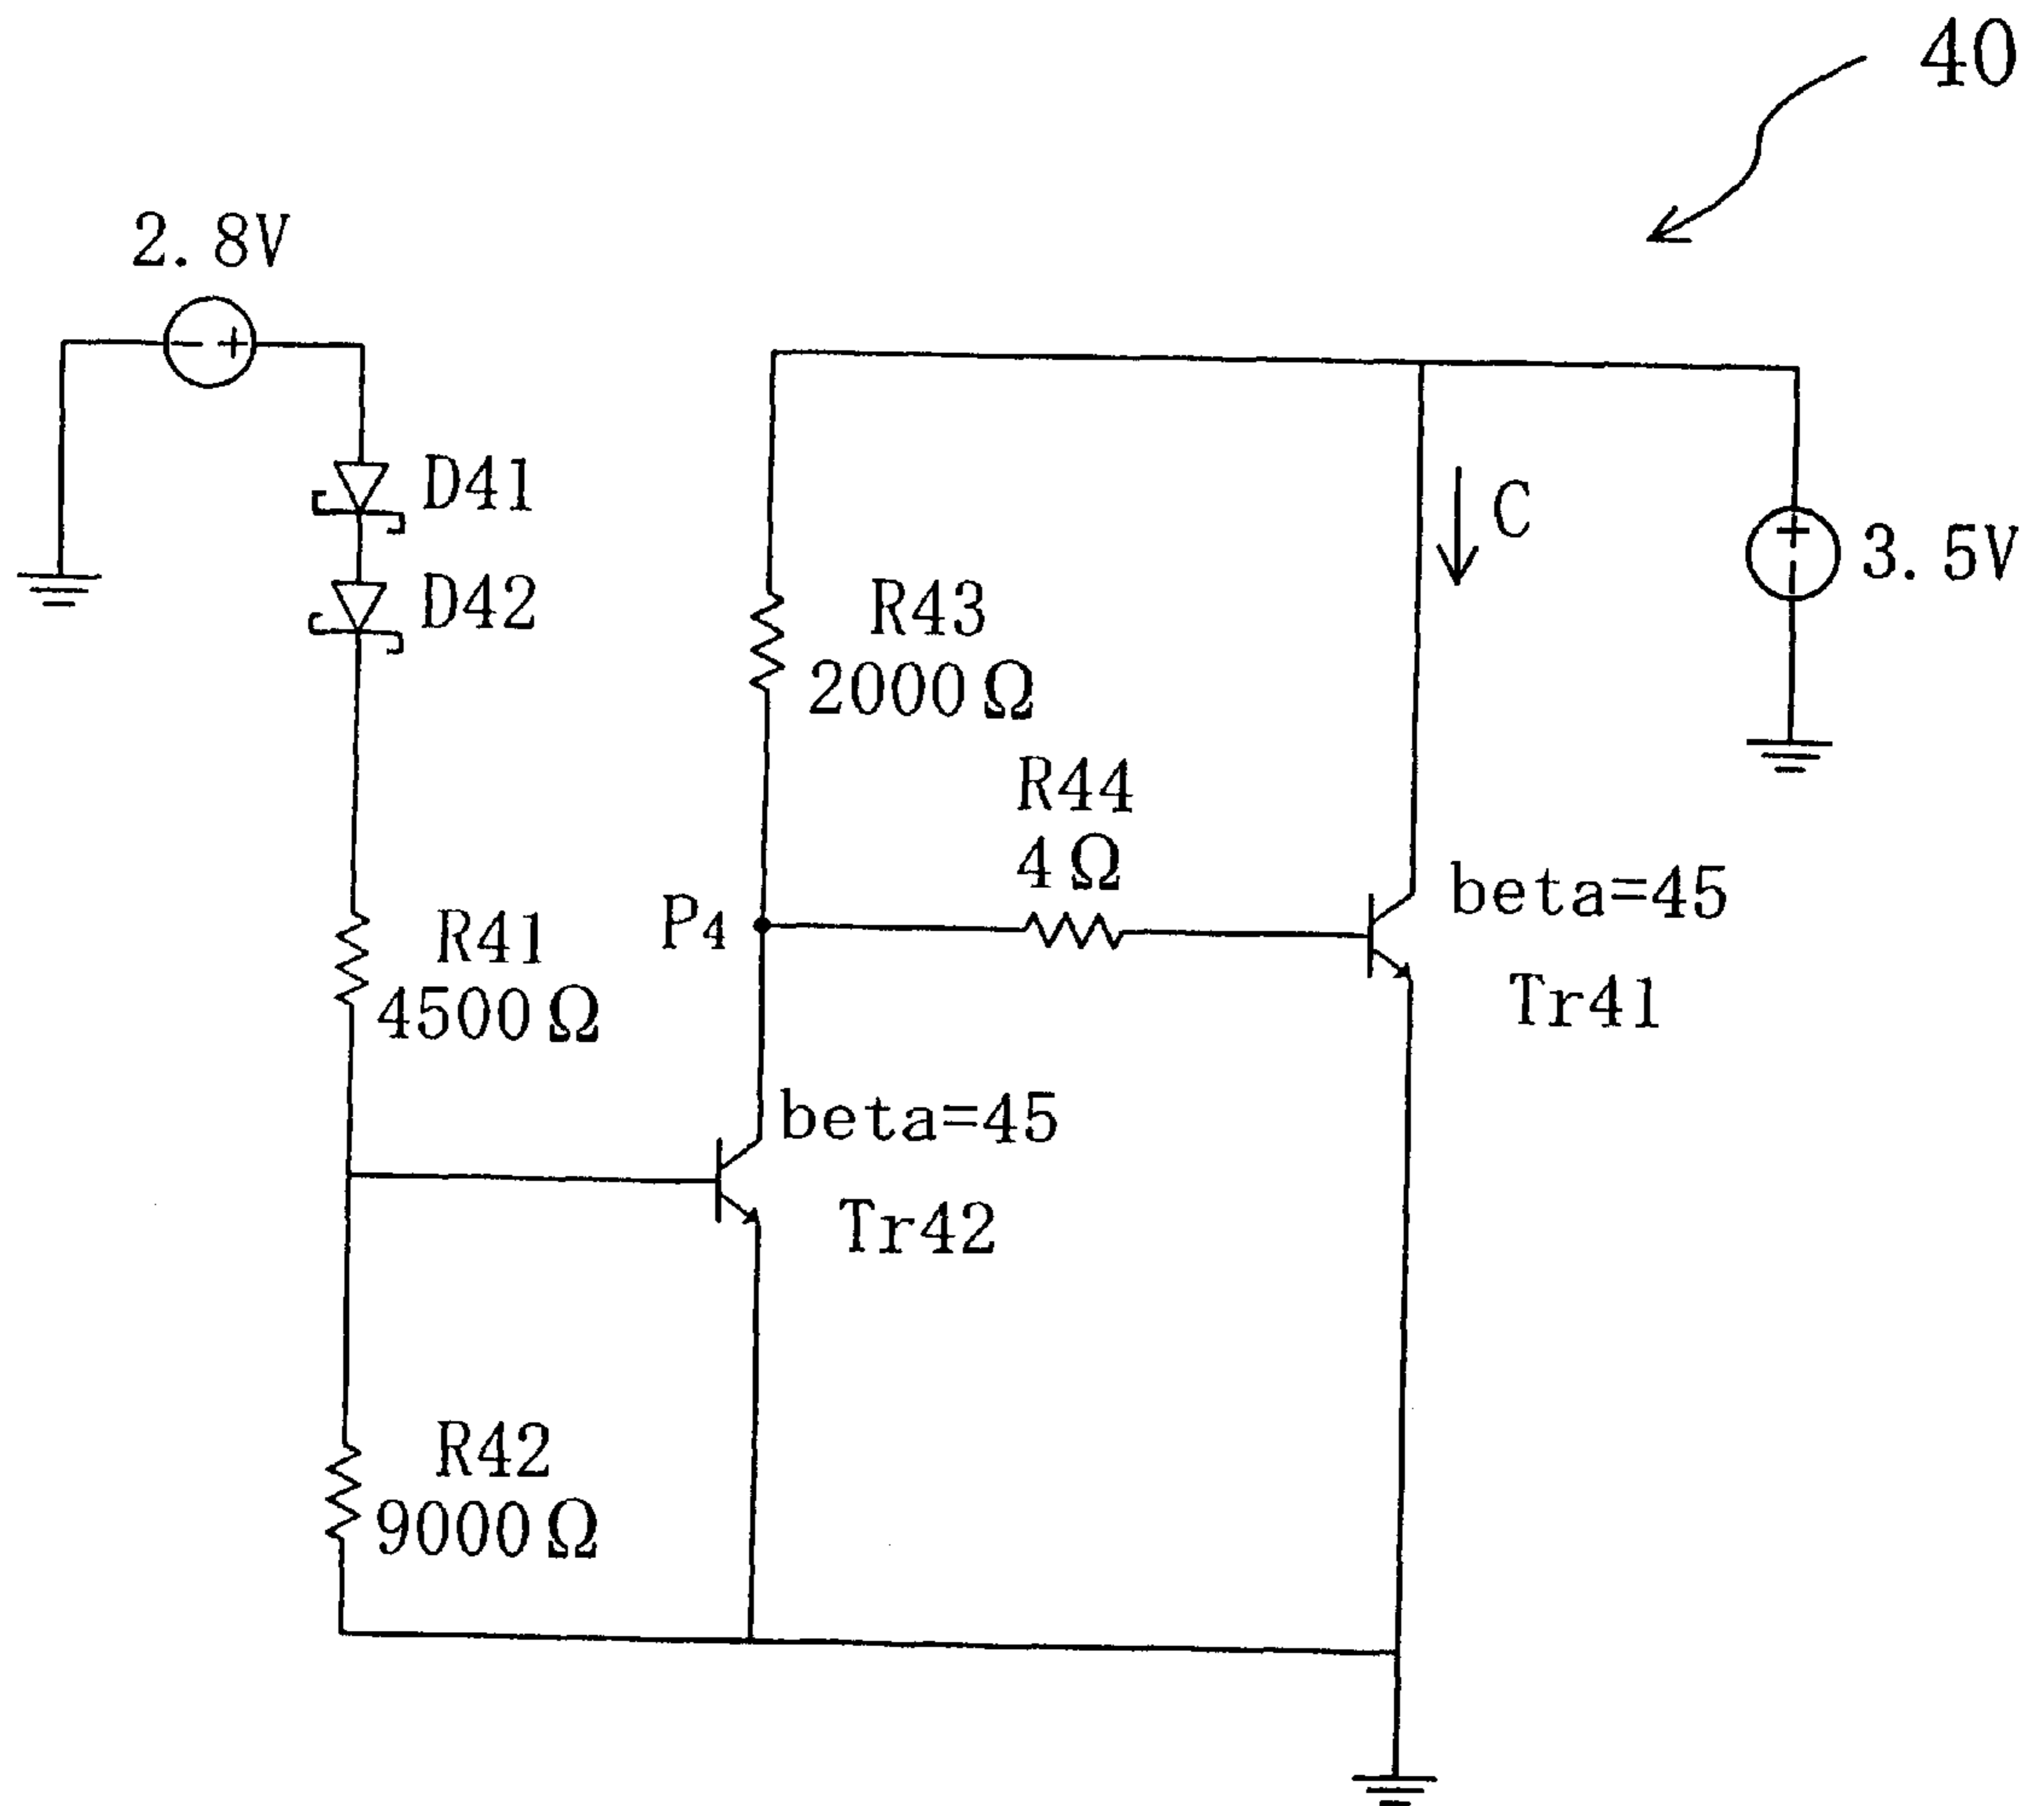 40
2.8V
D41
D42
3.5V
C
R43
2000Ω
R44
4Ω
P4
beta=45
Tr41
R41
4500Ω
beta=45
Tr42
R42
9000Ω